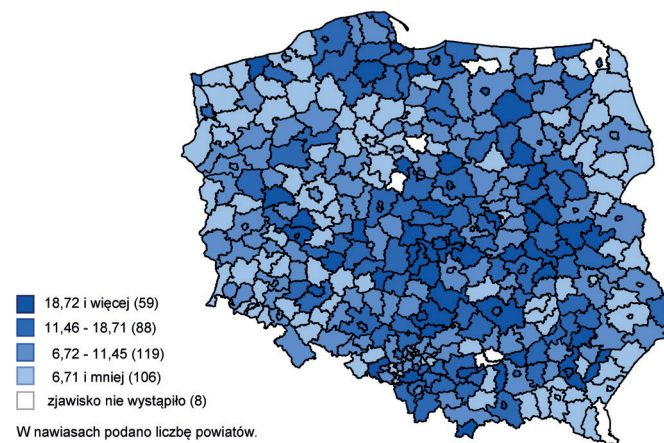 18,72 i więcej (59)
11,46 - 18,71 (88)
6,72 - 11,45 (119)
6,71 i mniej (106)
zjawisko nie wystąpiło (8)
W nawiasach podano liczbę powiatów.